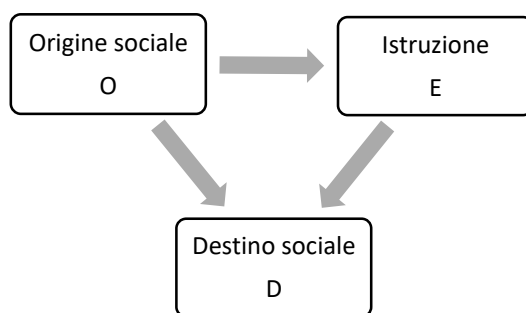 Origine sociale
O
Istruzione
E
Destino sociale
D